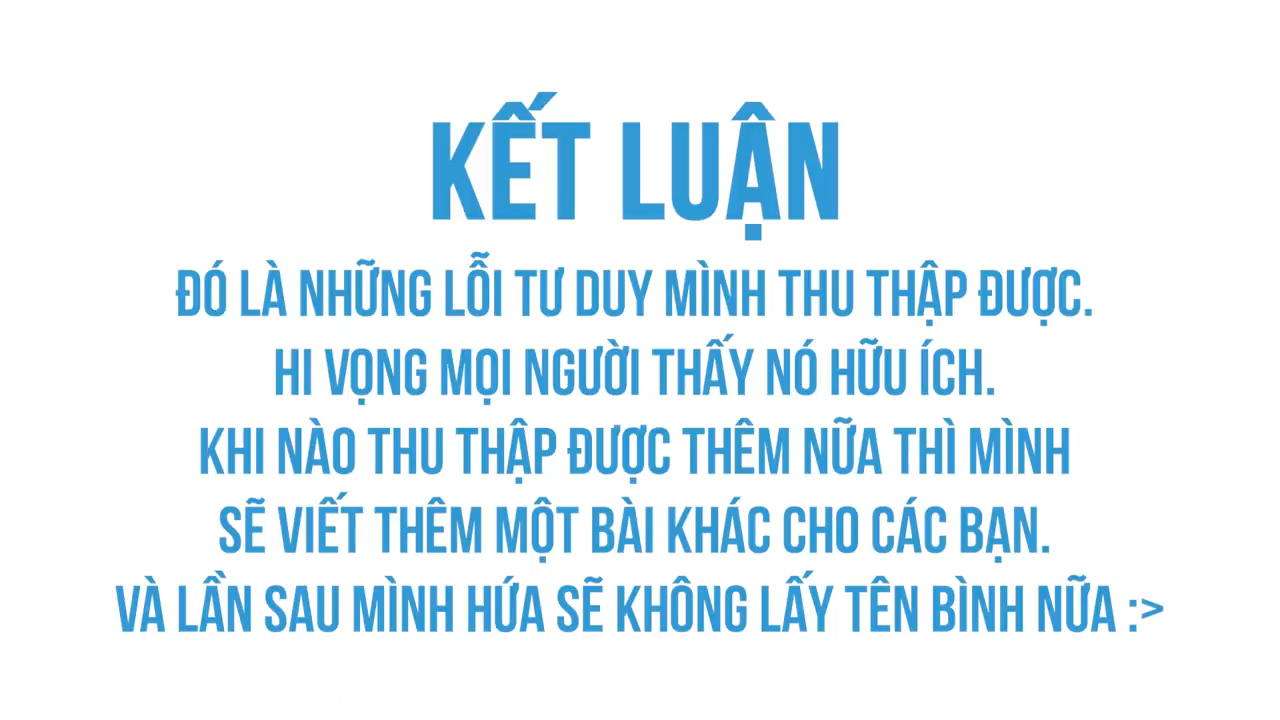 KẾT LUẬN
ĐÓ LÀ NHỮNG LỖI TƯ DUY MÌNH THU THẬP ĐƯỢC.
HI VỌNG MỌI NGƯỜI THẤY NÓ HỮU ÍCH.
KHI NÀO THU THẬP ĐƯỢC THÊM NỮA THÌ MÌNH
SẼ VIẾT THÊM MỘT BÀI KHÁC CHO CÁC BẠN.
VÀ LẦN SAU MÌNH HỨA SẼ KHÔNG LẤY TÊN BÌNH NỮA :>